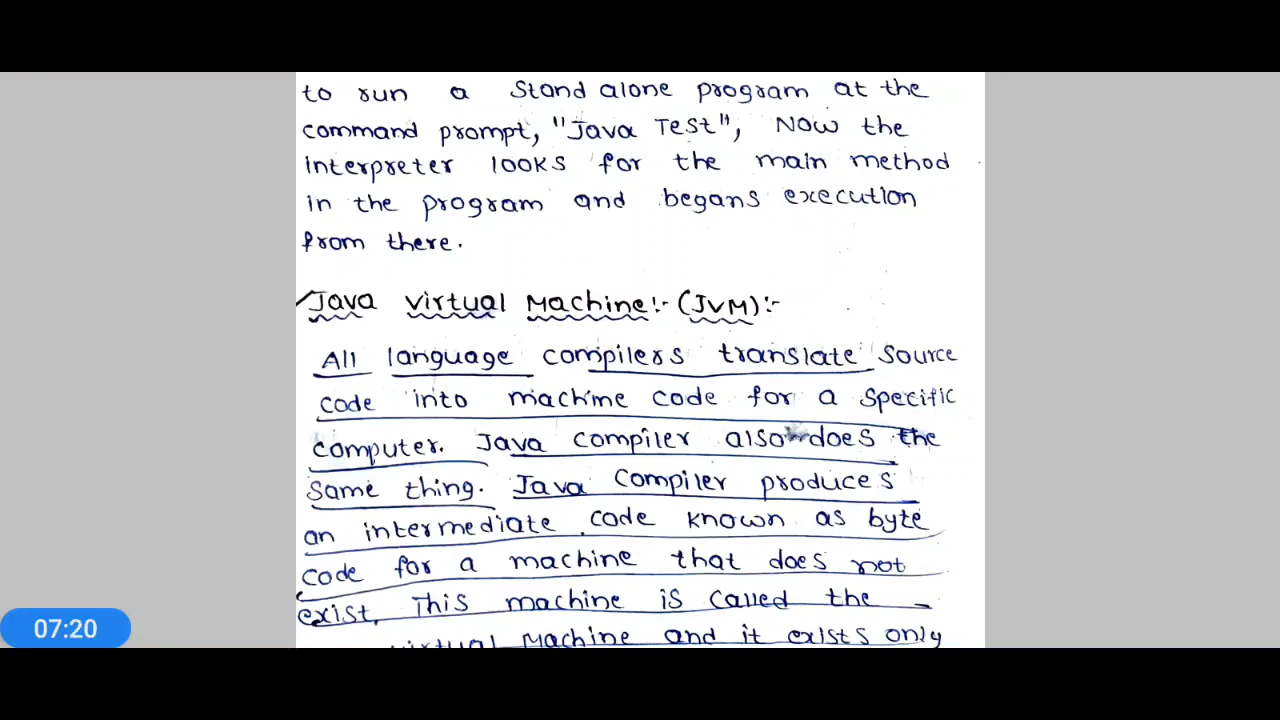 to run a Stand alone program at the
command prompt, "Java Test", Now the
interpreter looks for the main method
in the program and begans execution
from there.
Java virtual Machine:- (JVM):-
All language compilers translate source
code into machine code for a specific
computer. Java compiler also does the
same thing. Java compiler produces
an intermediate code known as byte
code for a machine that does not
exist. This machine is called the
virtual Machine and it exists only
07:20